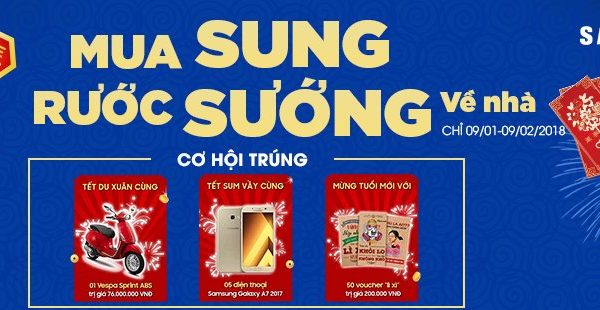 MUA SUNG
RƯỚC SƯỚNG Về nhà
CHỈ 09/01-09/02/2018
CƠ HỘI TRÚNG
TẾT DU XUÂN CÙNG
01 Vespa Sprint ABS
trị giá 76.000.000 VNĐ
TẾT SUM VẦY CÙNG
05 điện thoại
Samsung Galaxy A7 2017
MỪNG TUỔI MỚI VỚI
50 voucher "lì xì"
trị giá 200.000 VNĐ
SA